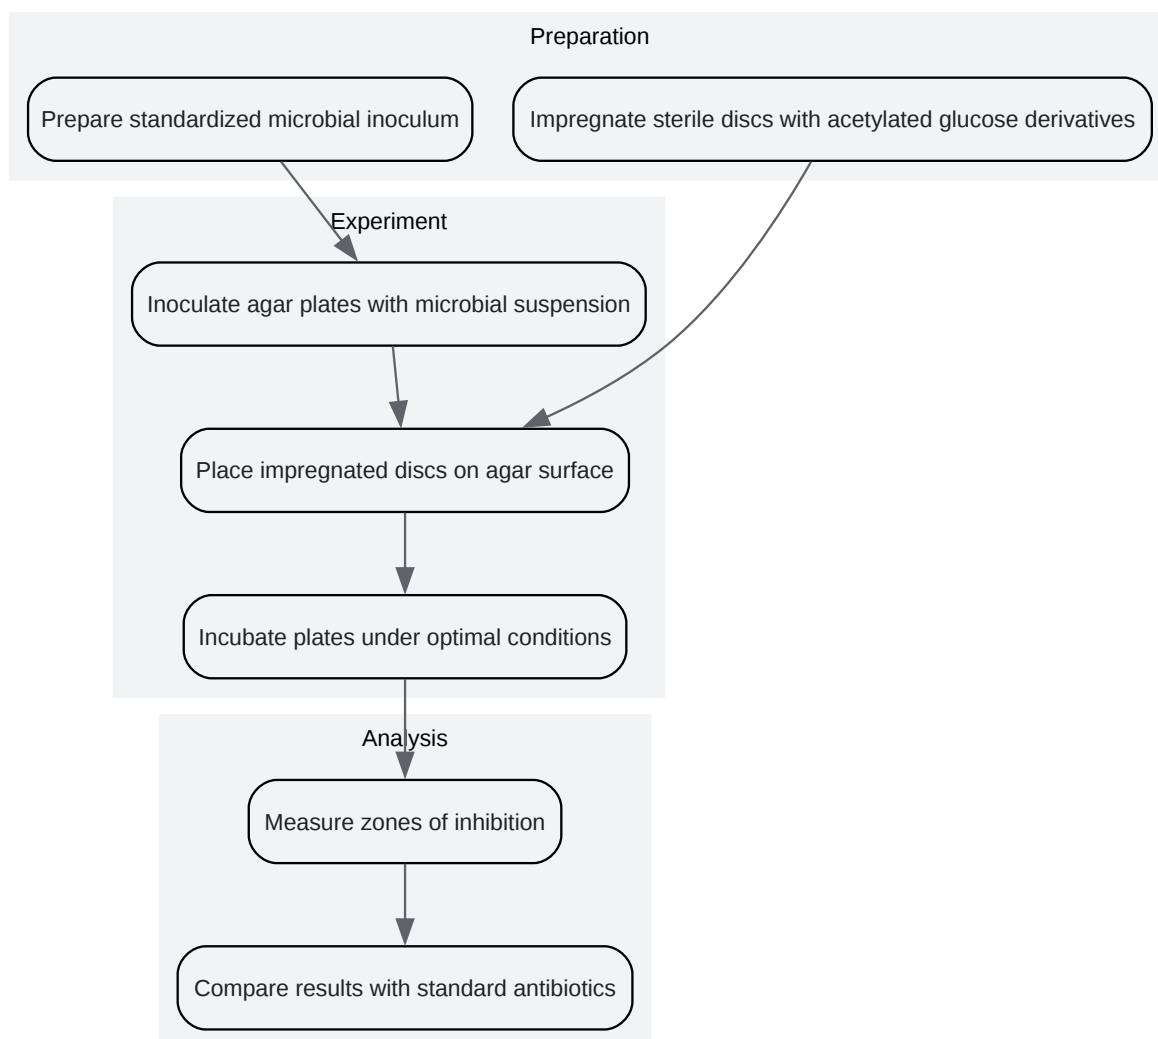 Preparation
Prepare standardized microbial inoculum
Impregnate sterile discs with acetylated glucose derivatives
Experiment
Inoculate agar plates with microbial suspension
Place impregnated discs on agar surface
Incubate plates under optimal conditions
Analysis
Measure zones of inhibition
Compare results with standard antibiotics